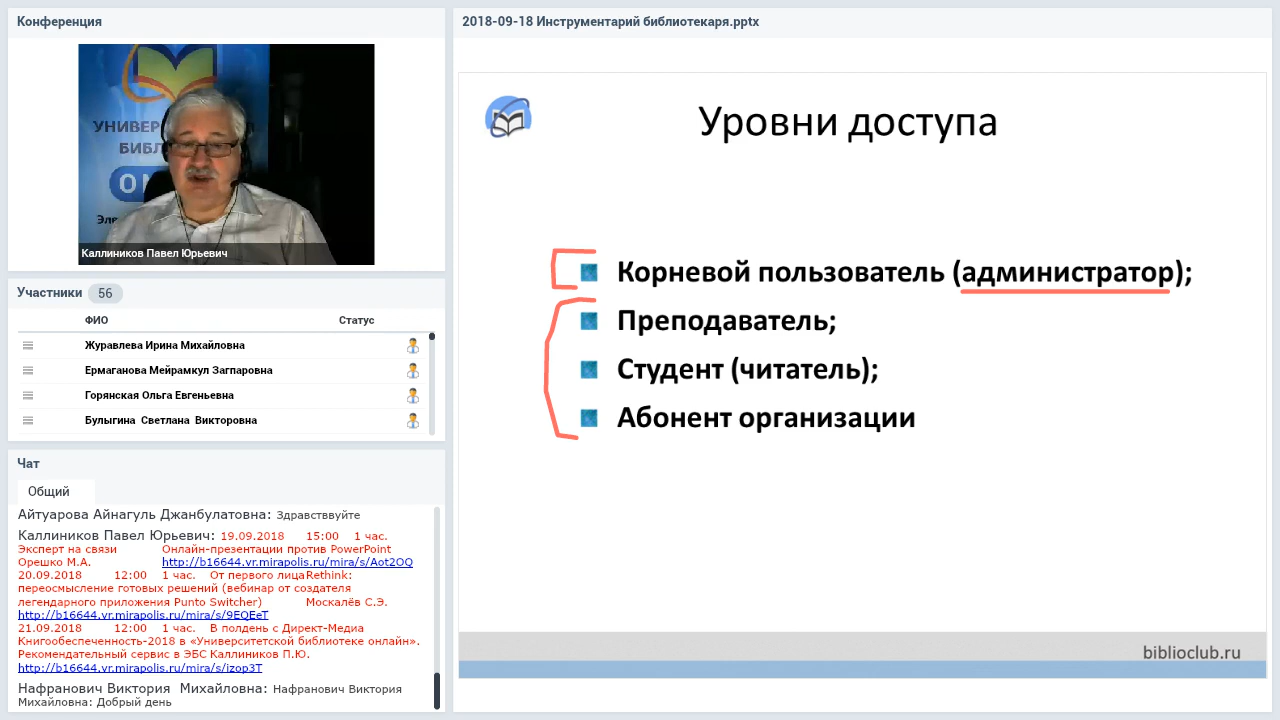 Конференция
УНИВЕР
БИБЛ
Каллиников Павел Юрьевич
Участники 56
ФИО Статус
Журавлева Ирина Михайловна
Ермаганова Мейрамкул Загпаровна
Горянская Ольга Евгеньевна
Булыгина Светлана Викторовна
Чат
Общий
Айтуарова Айнагуль Джанбулатовна: Здравстввуйте
Каллиников Павел Юрьевич: 19.09.2018 15:00 1 час.
Эксперт на связи Онлайн-презентации против PowerPoint
Орешко М.А. http://b16644.vr.mirapolis.ru/mira/s/Aot2OQ
20.09.2018 12:00 1 час. От первого лицаRethink:
переосмысление готовых решений (вебинар от создателя
легендарного приложения Punto Switcher) Москалёв С.Э.
http://b16644.vr.mirapolis.ru/mira/s/9EQEeT
21.09.2018 12:00 1 час. В полдень с Директ-Медиа
Книгообеспеченность-2018 в «Университетской библиотеке онлайн».
Рекомендательный сервис в ЭБС Каллиников П.Ю.
http://b16644.vr.mirapolis.ru/mira/s/izop3T
Нафранович Виктория Михайловна: Нафранович Виктория
Михайловна: Добрый день
2018-09-18 Инструментарий библиотекаря.pptx
Уровни доступа
Корневой пользователь (администратор);
Преподаватель;
Студент (читатель);
Абонент организации
biblioclub.ru